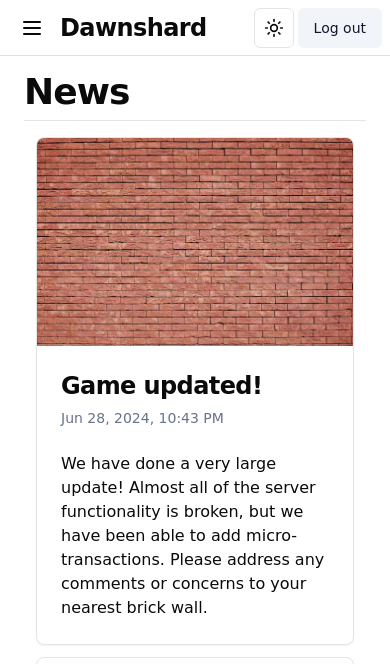 Dawnshard
Log out
News
Game updated!
Jun 28, 2024, 10:43 PM
We have done a very large
update! Almost all of the server
functionality is broken, but we
have been able to add micro-
transactions. Please address any
comments or concerns to your
nearest brick wall.